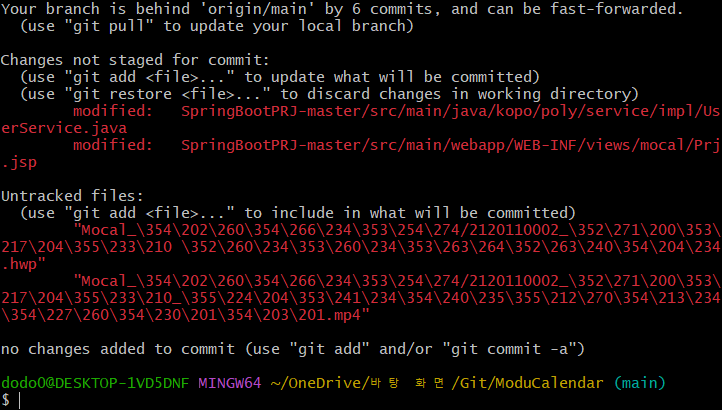 Your branch is behind 'origin/main' by 6 commits, and can be fast-forwarded.
  (use "git pull" to update your local branch)

Changes not staged for commit:
  (use "git add <file>..." to update what will be committed)
  (use "git restore <file>..." to discard changes in working directory)
        modified:   SpringBootPRJ-master/src/main/java/kopo/poly/service/impl/Us
erService.java
        modified:   SpringBootPRJ-master/src/main/webapp/WEB-INF/views/mocal/Prj
.jsp

Untracked files:
  (use "git add <file>..." to include in what will be committed)
        "Mocal_\354\202\260\354\266\234\353\254\274/2120110002_\352\271\200\353\
217\204\355\233\210 \352\260\234\353\260\234\353\263\264\352\263\240\354\204\234
.hwp"
        "Mocal_\354\202\260\354\266\234\353\254\274/2120110002_\352\271\200\353\
217\204\355\233\210_\355\224\204\353\241\234\354\240\235\355\212\270\354\213\234
\354\227\260\354\230\201\354\203\201.mp4"

no changes added to commit (use "git add" and/or "git commit -a")

dodo0@DESKTOP-1VD5DNF MINGW64 ~/OneDrive/바탕 화면/Git/ModuCalendar (main)
$